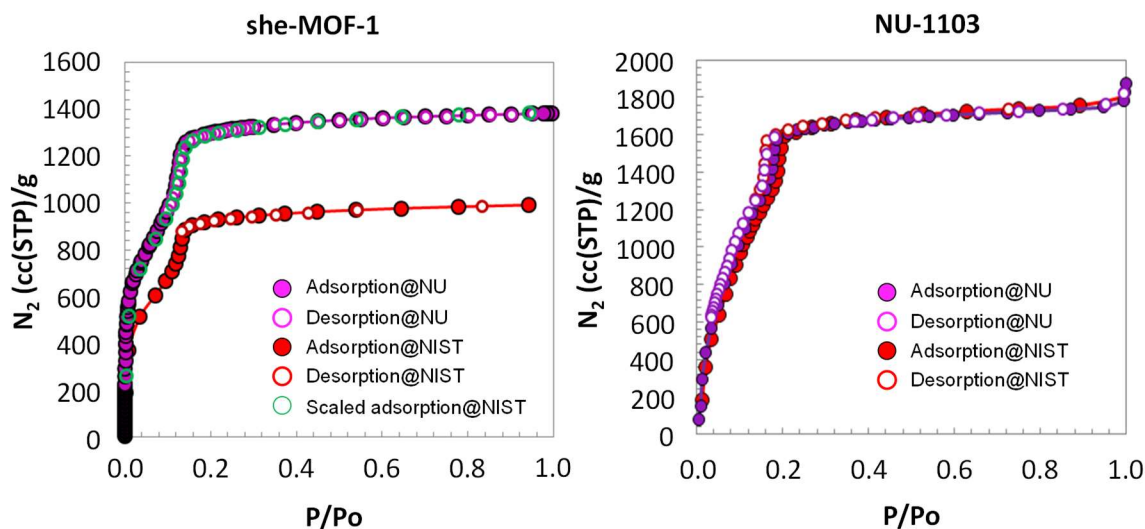 she-MOF-1
N₂ (cc(STP)/g
1600
1400
1200
1000
800
600
400
200
0
Adsorption@NU
Desorption@NU
Adsorption@NIST
Desorption@NIST
Scaled adsorption@NIST
0.0 0.2 0.4 0.6 0.8 1.0
P/Po
NU-1103
N₂ (cc(STP)/g
2000
1800
1600
1400
1200
1000
800
600
400
200
0
Adsorption@NU
Desorption@NU
Adsorption@NIST
Desorption@NIST
0.0 0.2 0.4 0.6 0.8 1.0
P/Po